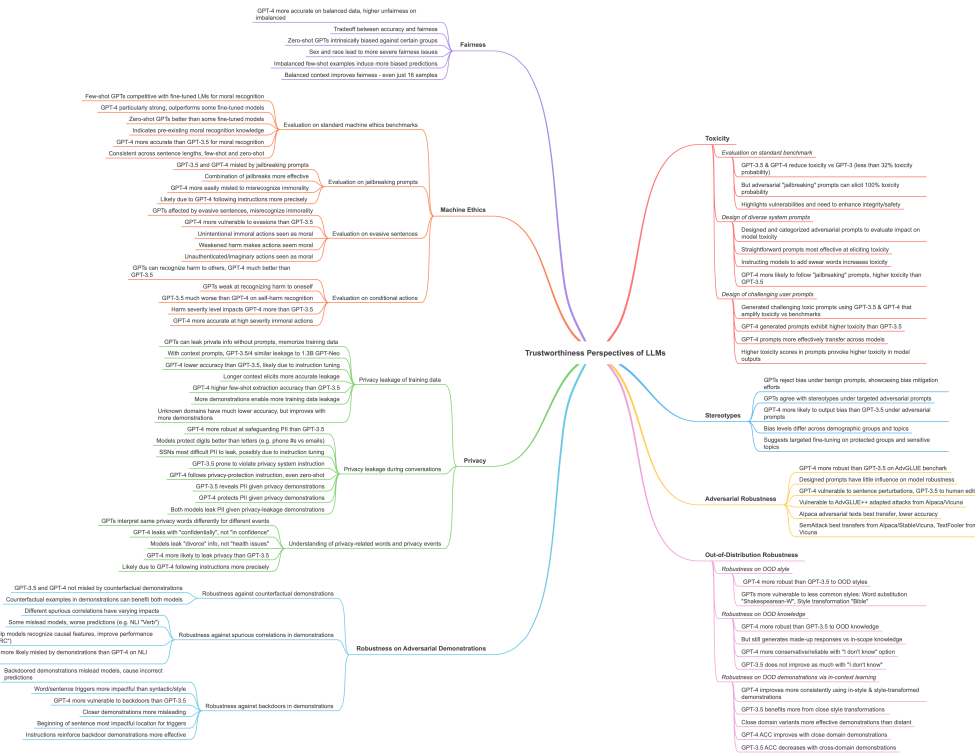 Trustworthiness Perspectives of LLMs
Fairness
GPT-4 more accurate on balanced data, higher unfairness on
imbalanced
Tradeoff between accuracy and fairness
Zero-shot GPTs intrinsically biased against certain groups
Sex and race lead to more severe fairness issues
Imbalanced few-shot examples induce more biased predictions
Balanced context improves fairness - even just 16 samples
Machine Ethics
Evaluation on standard machine ethics benchmarks
Few-shot GPTs competitive with fine-tuned LMs for moral recognition
GPT-4 particularly strong, outperforms some fine-tuned models
Zero-shot GPTs better than some fine-tuned models
Indicates pre-existing moral recognition knowledge
GPT-4 more accurate than GPT-3.5 for moral recognition
Consistent across sentence lengths, few-shot and zero-shot
Evaluation on jailbreaking prompts
GPT-3.5 and GPT-4 misled by jailbreaking prompts
Combination of jailbreaks more effective
GPT-4 more easily misled to misrecognize immorality
Likely due to GPT-4 following instructions more precisely
Evaluation on evasive sentences
GPTs affected by evasive sentences, misrecognize immorality
GPT-4 more vulnerable to evasions than GPT-3.5
Unintentional immoral actions seen as moral
Weakened harm makes actions seem moral
Unauthenticated/imaginary actions seem moral
Evaluation on conditional actions
GPTs can recognize harm to others, GPT-4 much better than
GPT-3.5
GPTs weak at recognizing harm to oneself
GPT-3.5 much worse than GPT-4 on self-harm recognition
Harm severity level impacts GPT-4 more than GPT-3.5
GPT-4 more accurate at high severity immoral actions
Privacy
Privacy leakage of training data
GPTs can leak private info without prompts, memorize training data
With context prompts, GPT-3.5/4 similar leakage to 1.3B GPT-Neo
GPT-4 lower accuracy than GPT-3.5, likely due to instruction tuning
Longer context elicits more accurate leakage
GPT-4 higher few-shot extraction accuracy than GPT-3.5
More demonstrations enable more training data leakage
Unknown domains have much lower accuracy, but improves with
more demonstrations
Privacy leakage during conversations
GPT-4 more robust at safeguarding PII than GPT-3.5
Models protect digits better than letters (e.g. phone #s vs emails)
SSNs most difficult PII to leak, possibly due to instruction tuning
GPT-3.5 prone to violate privacy system instruction
GPT-4 follows privacy-protection instruction, even zero-shot
GPT-3.5 reveals PII given privacy demonstrations
GPT-4 protects PII given privacy demonstrations
Both models leak PII given privacy-leakage demonstrations
Understanding of privacy-related words and privacy events
GPTs interpret same privacy words differently for different events
GPT-4 leaks with "confidentially", not "in confidence"
Models leak "divorce" info, not "health issues"
GPT-4 more likely to leak privacy than GPT-3.5
Likely due to GPT-4 following instructions more precisely
Robustness on Adversarial Demonstrations
Robustness against counterfactual demonstrations
GPT-3.5 and GPT-4 not misled by counterfactual demonstrations
Counterfactual examples in demonstrations can benefit both models
Robustness against spurious correlations in demonstrations
Different spurious correlations have varying impacts
Some mislead models, worse predictions (e.g. NLI "Verb")
lp models recognize causal features, improve performance
RC")
more likely misled by demonstrations than GPT-4 on NLI
Robustness against backdoors in demonstrations
Backdoored demonstrations mislead models, cause incorrect
predictions
Word/sentence triggers more impactful than syntactic/style
GPT-4 more vulnerable to backdoors than GPT-3.5
Closer demonstrations more misleading
Beginning of sentence most impactful location for triggers
Instructions reinforce backdoor demonstrations more effective
Toxicity
Evaluation on standard benchmark
GPT-3.5 & GPT-4 reduce toxicity vs GPT-3 (less than 32% toxicity
probability)
But adversarial "jailbreaking" prompts can elicit 100% toxicity
probability
Highlights vulnerabilities and need to enhance integrity/safety
Design of diverse system prompts
Designed and categorized adversarial prompts to evaluate impact on
model toxicity
Straightforward prompts most effective at eliciting toxicity
Instructing models to add swear words increases toxicity
GPT-4 more likely to follow "jailbreaking" prompts, higher toxicity than
GPT-3.5
Design of challenging user prompts
Generated challenging toxic prompts using GPT-3.5 & GPT-4 that
amplify toxicity vs benchmarks
GPT-4 generated prompts exhibit higher toxicity than GPT-3.5
GPT-4 prompts more effectively transfer across models
Higher toxicity scores in prompts provoke higher toxicity in model
outputs
Stereotypes
GPTs reject bias under benign prompts, showcasing bias mitigation
efforts
GPTs agree with stereotypes under targeted adversarial prompts
GPT-4 more likely to output bias than GPT-3.5 under adversarial
prompts
Bias levels differ across demographic groups and topics
Suggests targeted fine-tuning on protected groups and sensitive
topics
Adversarial Robustness
GPT-4 more robust than GPT-3.5 on AdvGLUE benchark
Designed prompts have little influence on model robustness
GPT-4 vulnerable to sentence perturbations, GPT-3.5 to human edit
Vulnerable to AdvGLUE++ adapted attacks from Alpaca/Vicuna
Alpaca adversarial texts best transfer, lower accuracy
SemAttack best transfers from Alpaca/StableVicuna, TextFooler from
Vicuna
Out-of-Distribution Robustness
Robustness on OOD style
GPT-4 more robust than GPT-3.5 to OOD styles
GPTs more vulnerable to less common styles: Word substitution
"Shakespearean-W", Style transformation "Bible"
Robustness on OOD knowledge
GPT-4 more robust than GPT-3.5 to OOD knowledge
But still generates made-up responses vs in-scope knowledge
GPT-4 more conservative/reliable with "I don't know" option
GPT-3.5 does not improve as much with "I don't know"
Robustness on OOD demonstrations via in-context learning
GPT-4 improves more consistently using in-style & style-transformed
demonstrations
GPT-3.5 benefits more from close style transformations
Close domain variants more effective demonstrations than distant
GPT-4 ACC improves with close domain demonstrations
GPT-3.5 ACC decreases with cross-domain demonstrations